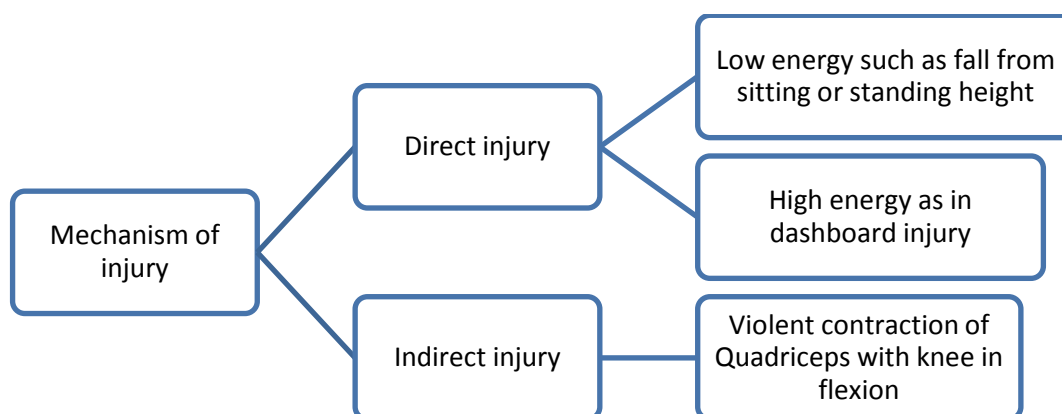 Mechanism of
injury
Direct injury
Low energy such as fall from
sitting or standing height
High energy as in
dashboard injury
Indirect injury
Violent contraction of
Quadriceps with knee in
flexion